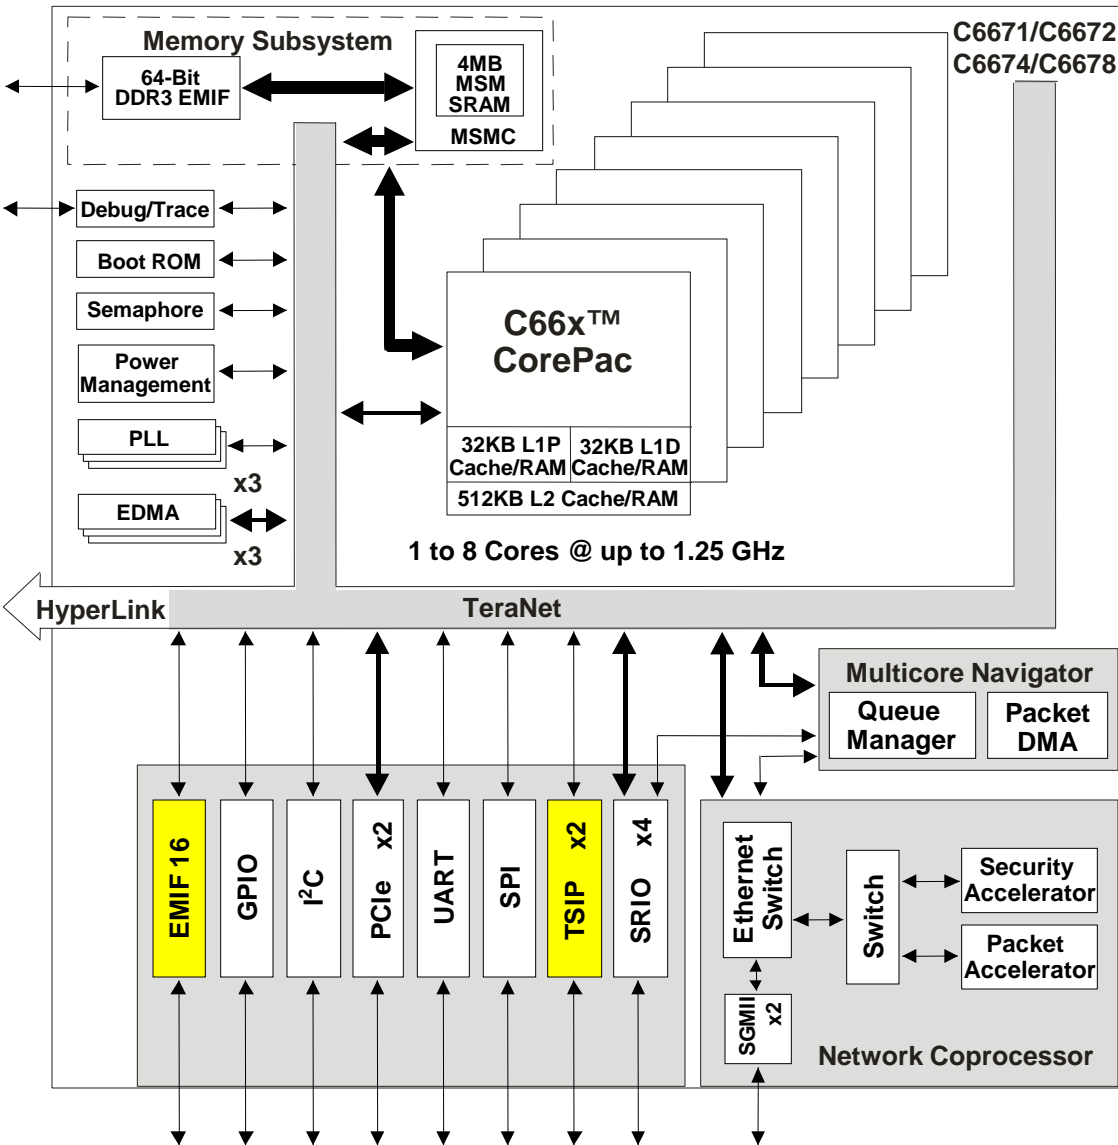 Memory Subsystem
C6671/C6672
C6674/C6678
64-Bit
DDR3 EMIF
4MB
MSM
SRAM
MSMC
Debug/Trace
Boot ROM
Semaphore
Power
Management
PLL
x3
EDMA
x3
C66x™
CorePac
32KB L1P
Cache/RAM
32KB L1D
Cache/RAM
512KB L2 Cache/RAM
1 to 8 Cores @ up to 1.25 GHz
HyperLink
TeraNet
Multicore Navigator
Queue
Manager
Packet
DMA
EMIF 16
GPIO
I²C
PCIe x2
UART
SPI
TSIP x2
SRIO x4
Ethernet
Switch
Switch
Security
Accelerator
Packet
Accelerator
SGMII
x2
Network Coprocessor